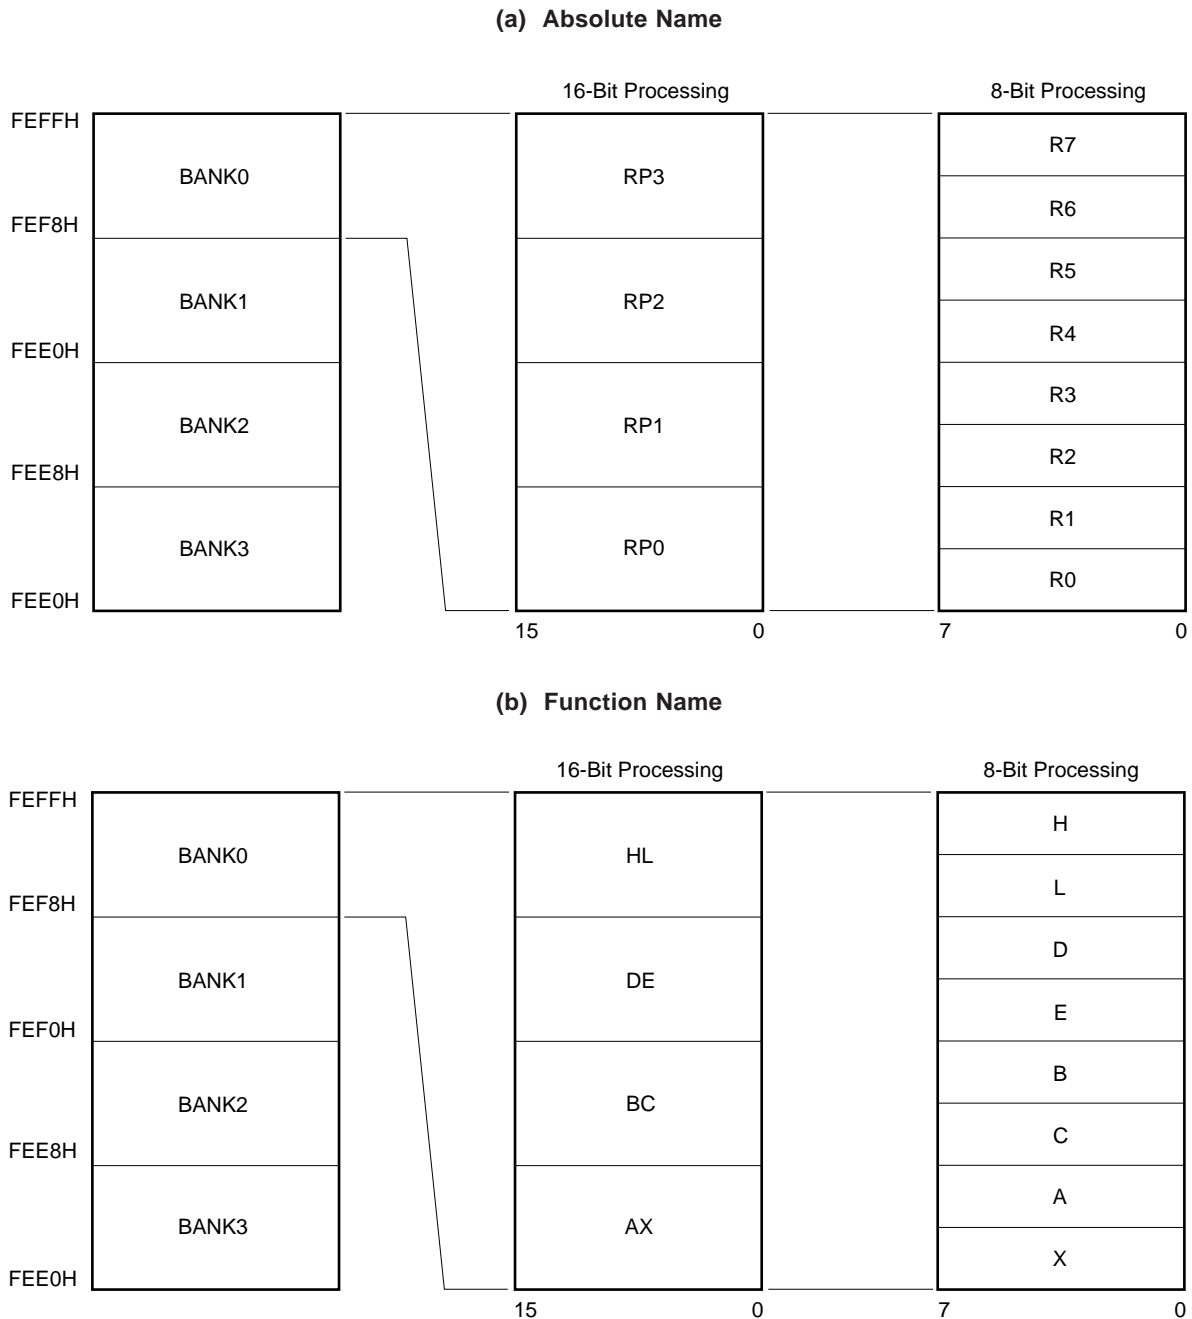 (a) Absolute Name
16-Bit Processing
8-Bit Processing
FEFFH
BANK0
RP3
R7
R6
FEF8H
BANK1
RP2
R5
R4
FEE0H
BANK2
RP1
R3
R2
FEE8H
BANK3
RP0
R1
R0
FEE0H
15 0
7 0
(b) Function Name
16-Bit Processing
8-Bit Processing
FEFFH
BANK0
HL
H
L
FEF8H
BANK1
DE
D
E
FEF0H
BANK2
BC
B
C
FEE8H
BANK3
AX
A
X
FEE0H
15 0
7 0